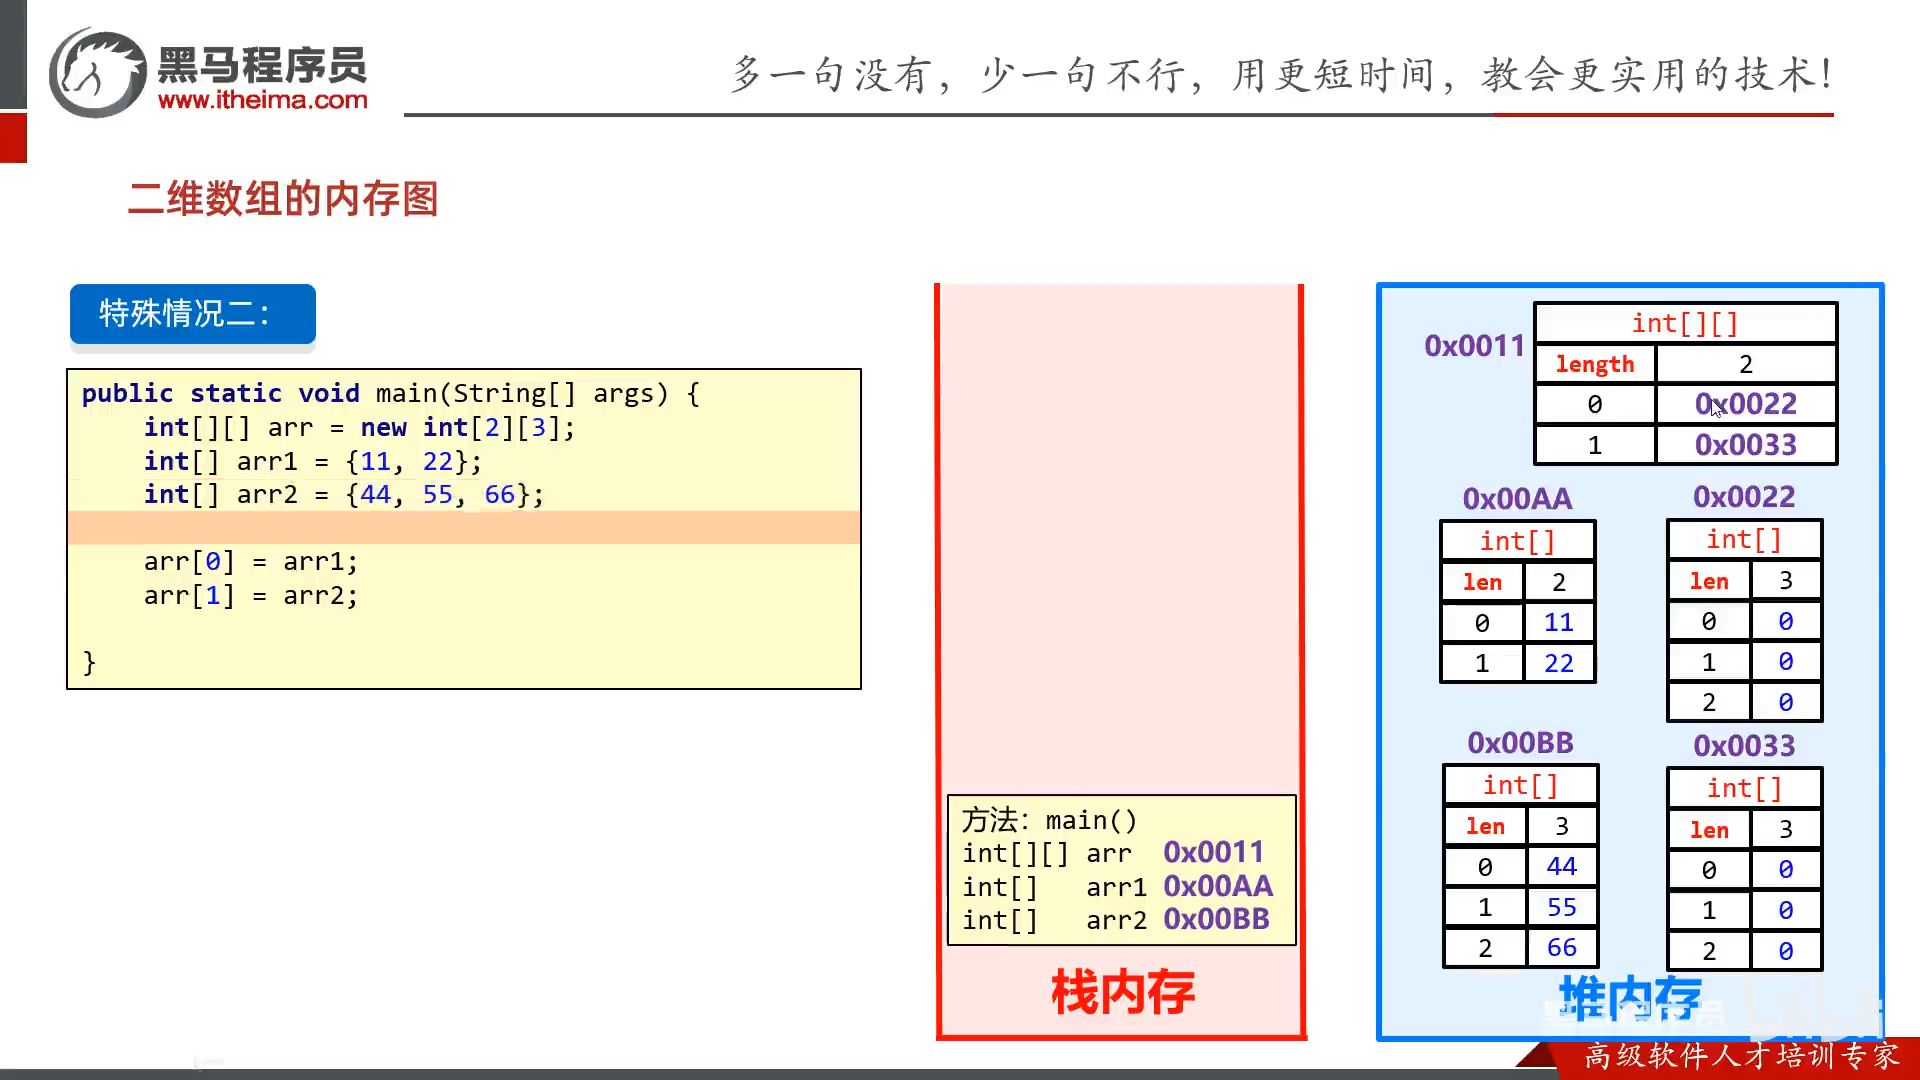 黑马程序员
www.itheima.com
多一句没有，少一句不行，用更短时间，教会更实用的技术！
二维数组的内存图
特殊情况二：
public static void main(String[] args) {
int[][] arr = new int[2][3];
int[] arr1 = {11, 22};
int[] arr2 = {44, 55, 66};
arr[0] = arr1;
arr[1] = arr2;
}
方法：main()
int[][] arr 0x0011
int[] arr1 0x00AA
int[] arr2 0x00BB
栈内存
0x0011
int[][]
length 2
0 0x0022
1 0x0033
0x00AA
int[]
len 2
0 11
1 22
0x0022
int[]
len 3
0 0
1 0
2 0
0x00BB
int[]
len 3
0 44
1 55
2 66
0x0033
int[]
len 3
0 0
1 0
2 0
堆内存
黑马程序员
高级软件人才培训专家